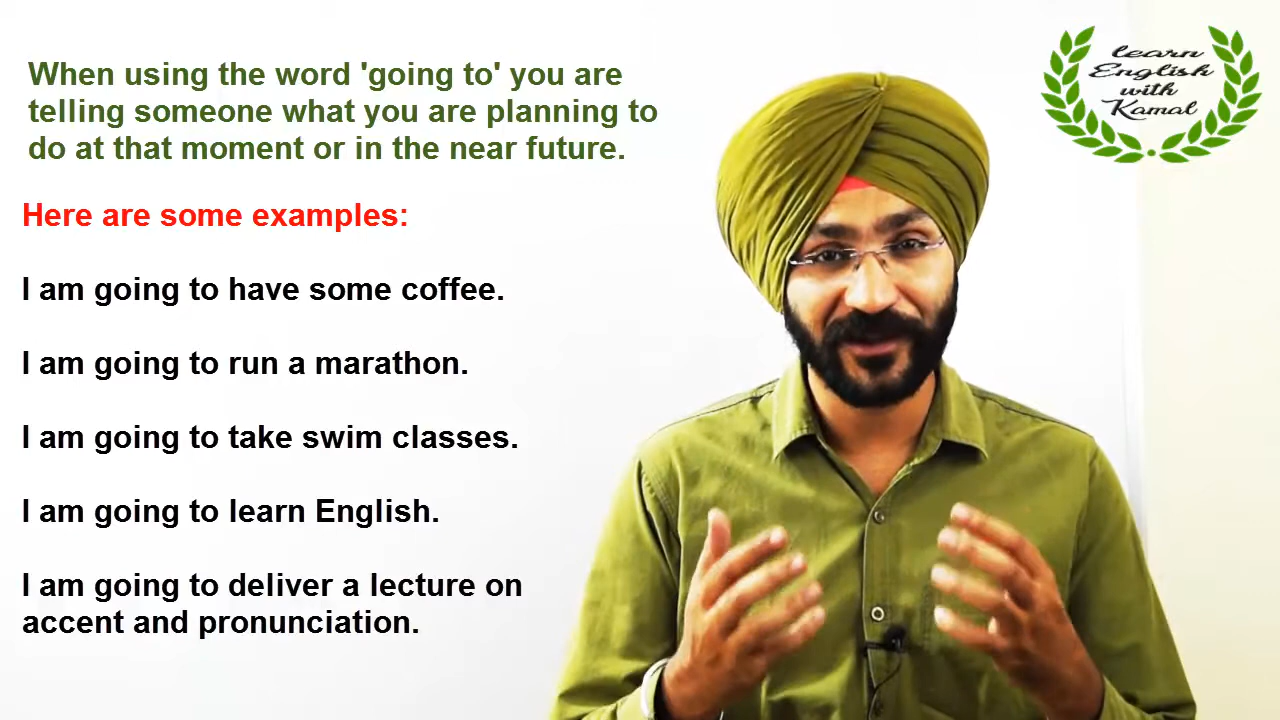 When using the word 'going to' you are
telling someone what you are planning to
do at that moment or in the near future.
Here are some examples:
I am going to have some coffee.
I am going to run a marathon.
I am going to take swim classes.
I am going to learn English.
I am going to deliver a lecture on
accent and pronunciation.
learn
English
with
Kamal